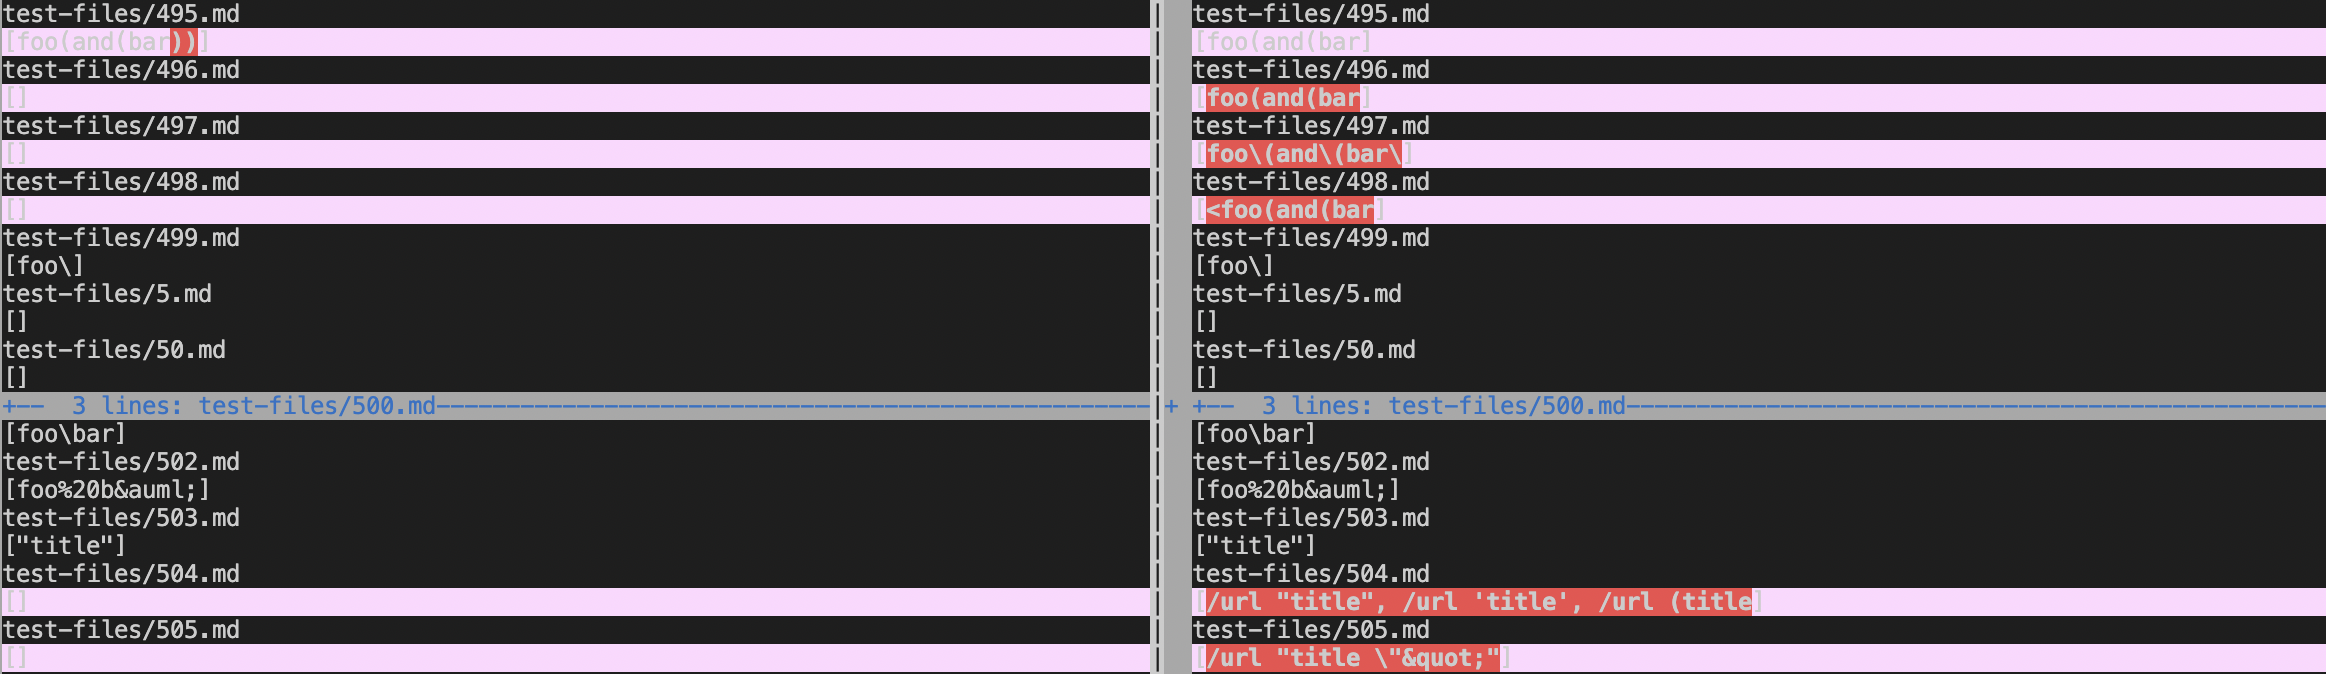 test-files/495.md
[foo(and(bar))]
test-files/496.md
[]
test-files/497.md
[]
test-files/498.md
[]
test-files/499.md
[foo\]
test-files/5.md
[]
test-files/50.md
[]
+--  3 lines: test-files/500.md---------------------------------------------------
[foo\bar]
test-files/502.md
[foo%20b&auml;]
test-files/503.md
["title"]
test-files/504.md
[]
test-files/505.md
[]
test-files/495.md
[foo(and(bar]
test-files/496.md
[foo(and(bar]
test-files/497.md
[foo\(and\(bar\]
test-files/498.md
[<foo(and(bar]
test-files/499.md
[foo\]
test-files/5.md
[]
test-files/50.md
[]
+ +--  3 lines: test-files/500.md--------------------------------------------------
[foo\bar]
test-files/502.md
[foo%20b&auml;]
test-files/503.md
["title"]
test-files/504.md
[/url "title", /url 'title', /url (title]
test-files/505.md
[/url "title \"&quot;"]